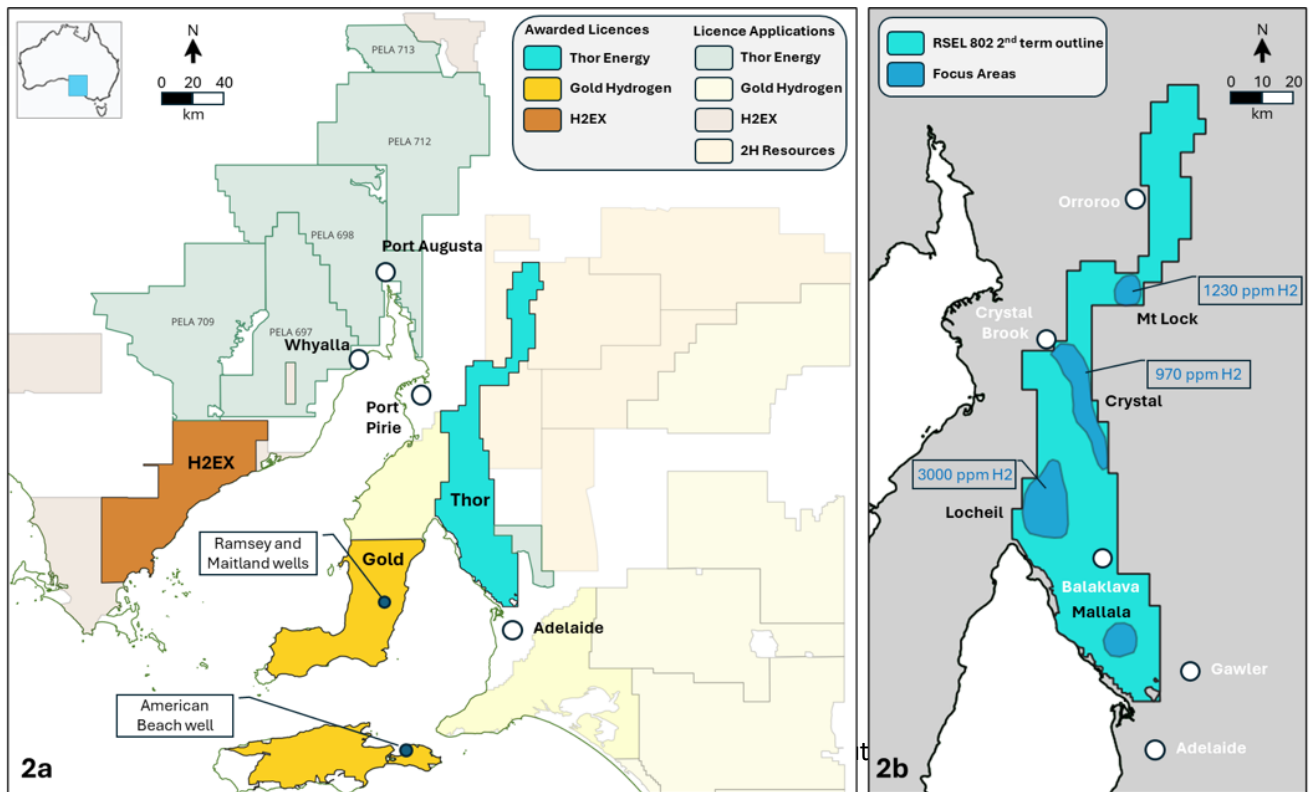 N
0 20 40
km
Awarded Licences
Thor Energy
Gold Hydrogen
H2EX
Licence Applications
Thor Energy
Gold Hydrogen
H2EX
2H Resources
PELA 713
PELA 712
PELA 698
Port Augusta
PELA 709
PELA 697
Whyalla
Port
Pirie
H2EX
Thor
Ramsey and
Maitland wells
Gold
Adelaide
American
Beach well
2a
ut
RSEL 802 2nd term outline
Focus Areas
N
0 10 20
km
Orroroo
1230 ppm H2
Mt Lock
Crystal
Brook
970 ppm H2
Crystal
3000 ppm H2
Locheil
Balaklava
Mallala
Gawler
Adelaide
2b